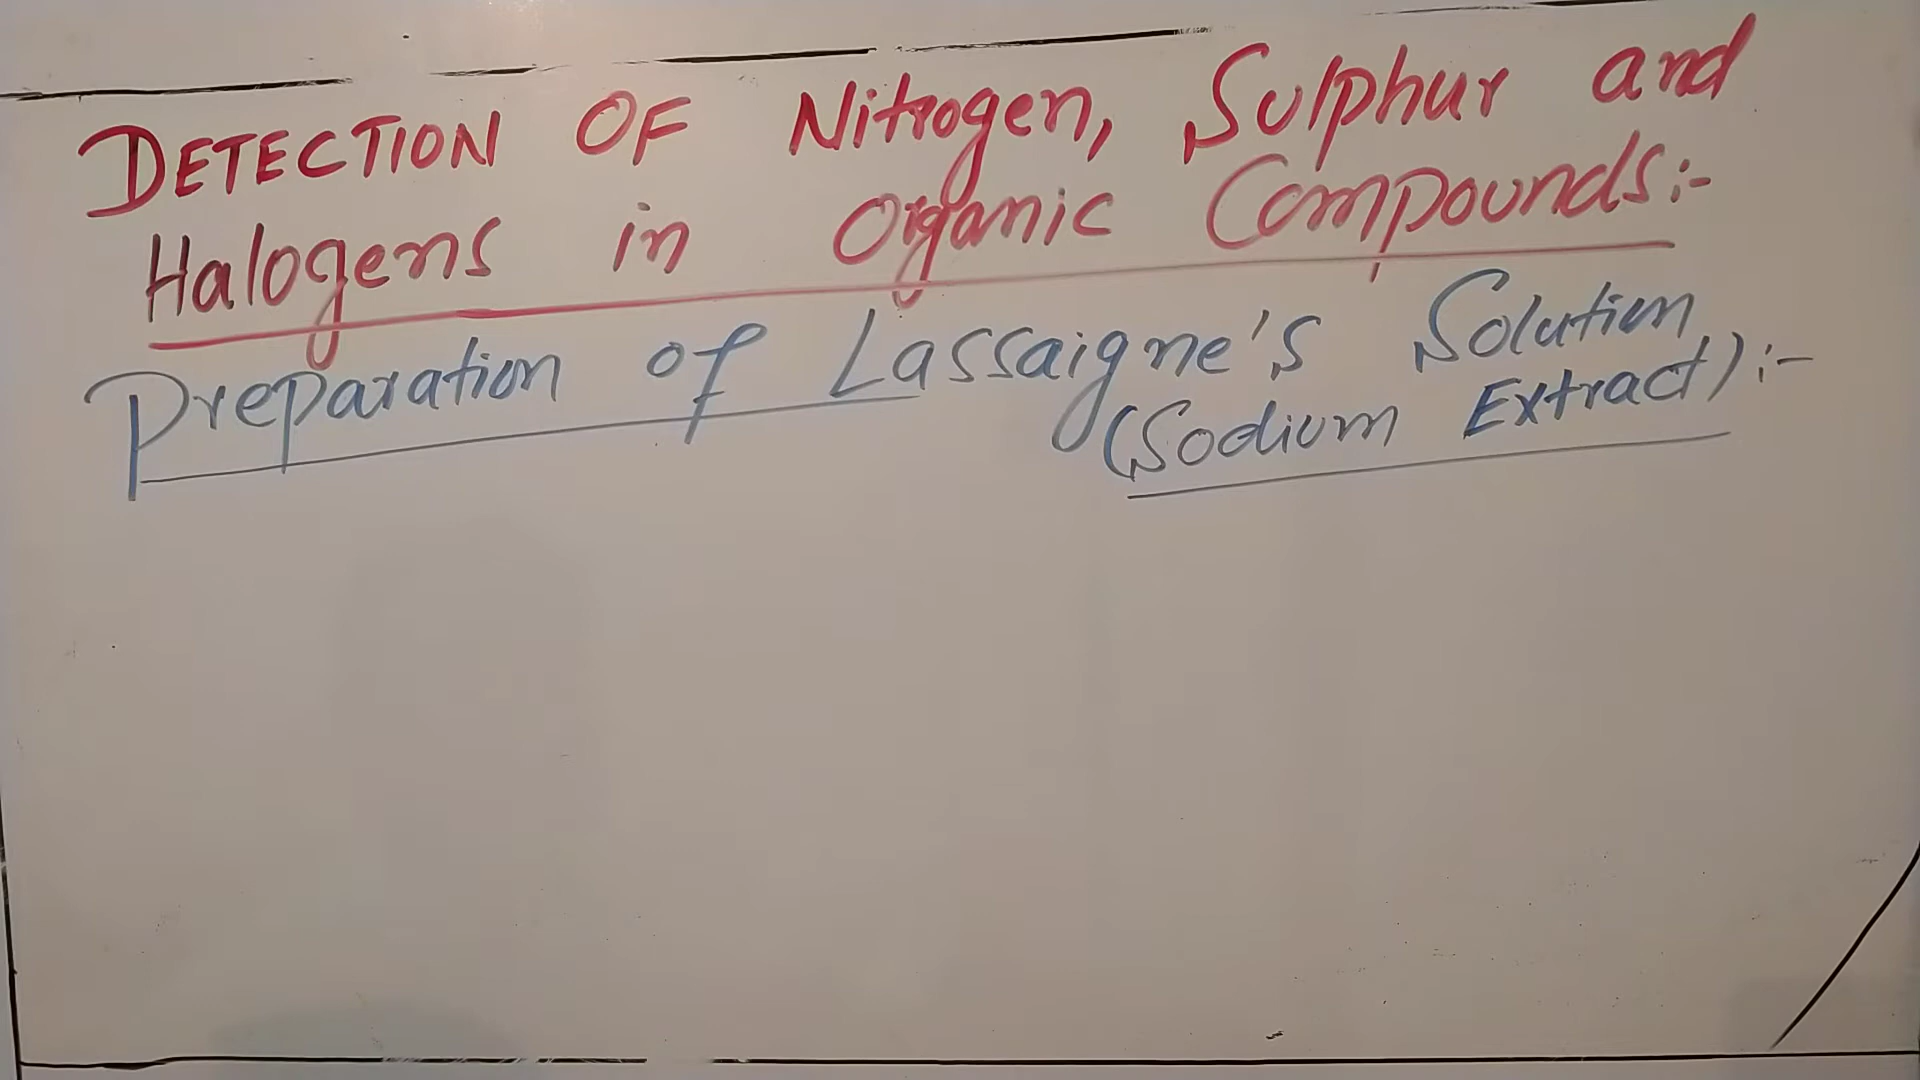 DETECTION OF Nitrogen, Sulphur and
Halogens in Organic Compounds:-
Preparation of Lassaigne's Solution
(Sodium Extract):-